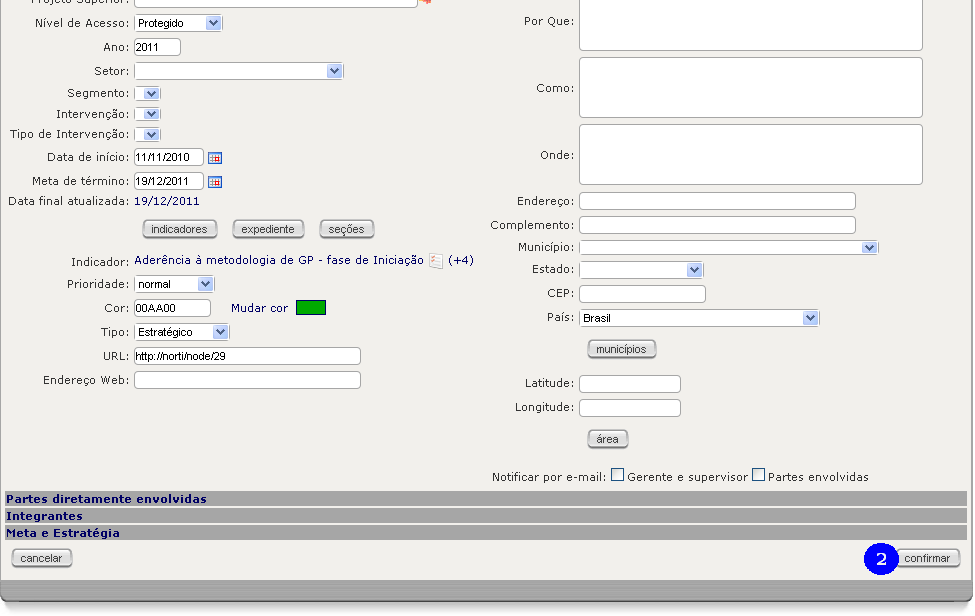 Projeto Superior:
Nível de Acesso: Protegido
Ano: 2011
Setor:
Segmento:
Intervenção:
Tipo de Intervenção:
Data de início: 11/11/2010
Meta de término: 19/12/2011
Data final atualizada: 19/12/2011
indicadores expediente seções
Indicador: Aderência à metodologia de GP - fase de Iniciação (+4)
Prioridade: normal
Cor: 00AA00 Mudar cor
Tipo: Estratégico
URL: http://norti/node/29
Endereço Web:
Por Que:
Como:
Onde:
Endereço:
Complemento:
Município:
Estado:
CEP:
País: Brasil
municípios
Latitude:
Longitude:
área
Notificar por e-mail: Gerente e supervisor Partes envolvidas
Partes diretamente envolvidas
Integrantes
Meta e Estratégia
cancelar 2 confirmar